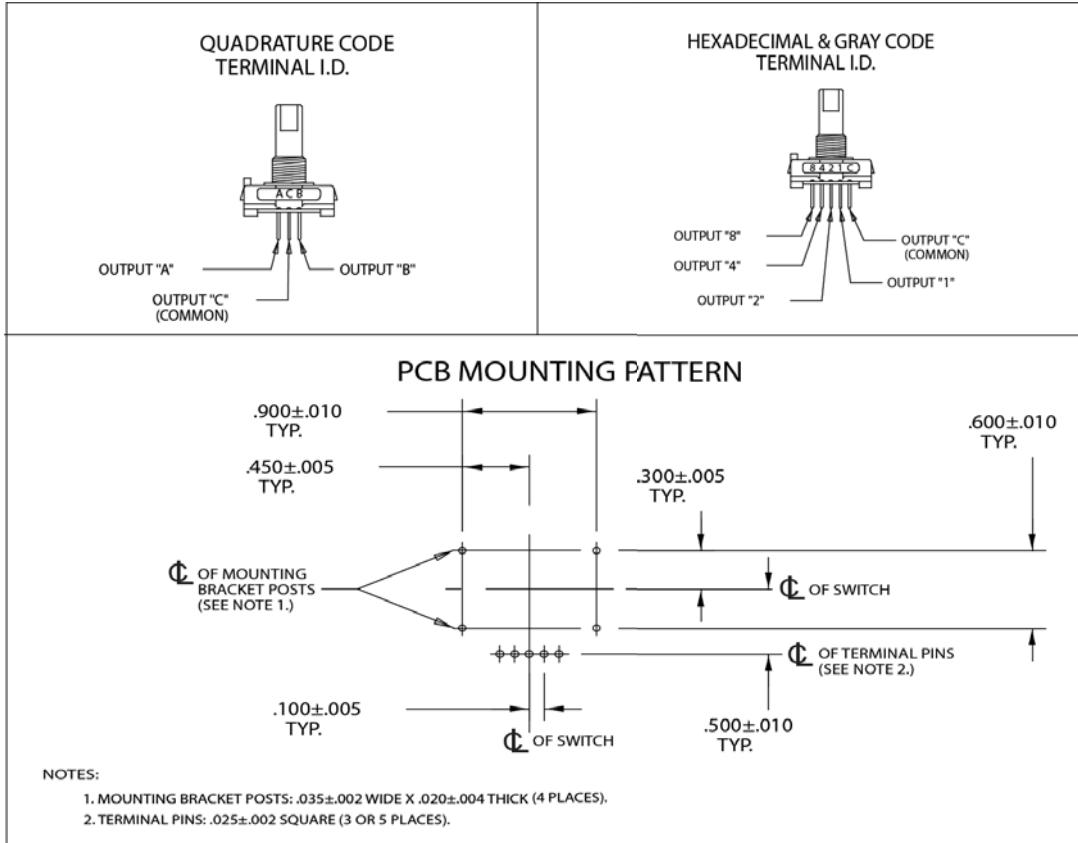 QUADRATURE CODE
TERMINAL I.D.
A C B
OUTPUT "A"
OUTPUT "B"
OUTPUT "C"
(COMMON)
HEXADECIMAL & GRAY CODE
TERMINAL I.D.
8 4 2 1 C
OUTPUT "8"
OUTPUT "C"
(COMMON)
OUTPUT "4"
OUTPUT "1"
OUTPUT "2"
PCB MOUNTING PATTERN
.900±.010
TYP.
.600±.010
TYP.
.450±.005
TYP.
.300±.005
TYP.
℄ OF MOUNTING
BRACKET POSTS
(SEE NOTE 1.)
℄ OF SWITCH
℄ OF TERMINAL PINS
(SEE NOTE 2.)
.100±.005
TYP.
.500±.010
TYP.
℄ OF SWITCH
NOTES:
1. MOUNTING BRACKET POSTS: .035±.002 WIDE X .020±.004 THICK (4 PLACES).
2. TERMINAL PINS: .025±.002 SQUARE (3 OR 5 PLACES).